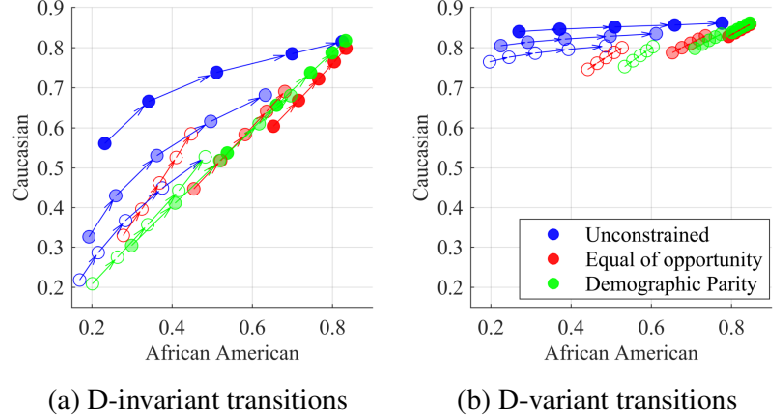 0.9
0.8
0.7
0.6
0.5
0.4
0.3
0.2
Caucasian
0.2 0.4 0.6 0.8
African American
(a) D-invariant transitions
0.9
0.8
0.7
0.6
0.5
0.4
0.3
0.2
Caucasian
Unconstrained
Equal of opportunity
Demographic Parity
0.2 0.4 0.6 0.8
African American
(b) D-variant transitions